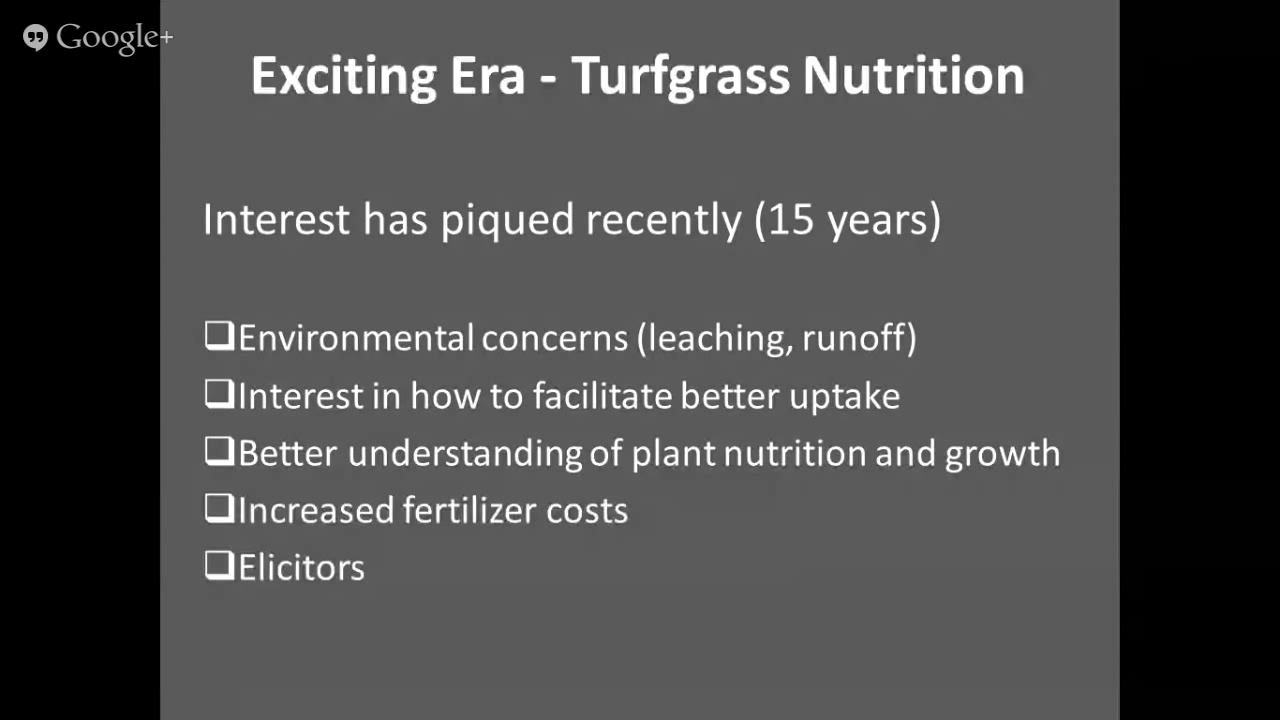 Google+
Exciting Era - Turfgrass Nutrition
Interest has piqued recently (15 years)
❑Environmental concerns (leaching, runoff)
❑Interest in how to facilitate better uptake
❑Better understanding of plant nutrition and growth
❑Increased fertilizer costs
❑Elicitors